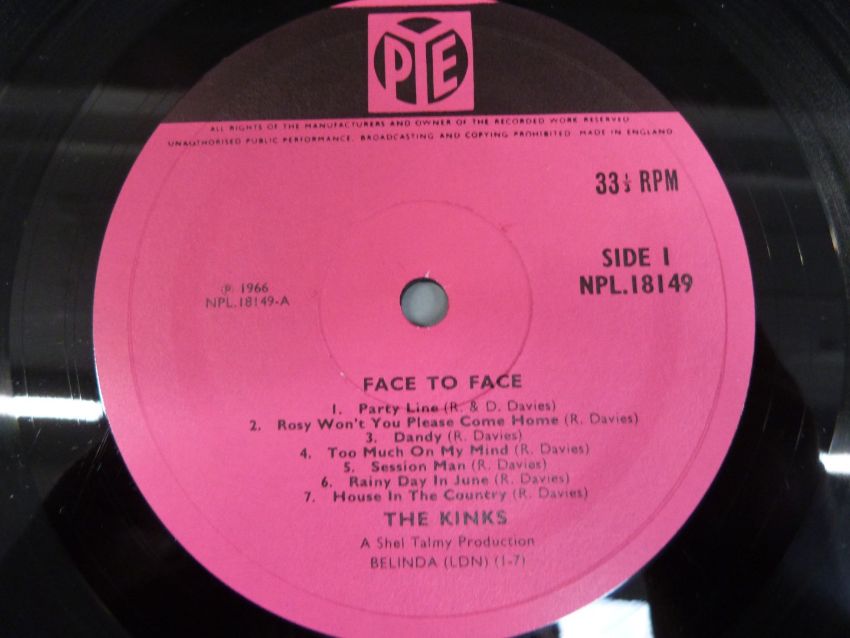 PYE
ALL RIGHTS OF THE MANUFACTURERS AND OWNER OF THE RECORDED WORK RESERVED
UNAUTHORISED PUBLIC PERFORMANCE, BROADCASTING AND COPYING PROHIBITED. MADE IN ENGLAND
33⅓ RPM
SIDE 1
NPL.18149
℗ 1966
NPL.18149-A
FACE TO FACE
1. Party Line (R. & D. Davies)
2. Rosy Won't You Please Come Home (R. Davies)
3. Dandy (R. Davies)
4. Too Much On My Mind (R. Davies)
5. Session Man (R. Davies)
6. Rainy Day In June (R. Davies)
7. House In The Country (R. Davies)
THE KINKS
A Shel Talmy Production
BELINDA (LDN) (1-7)